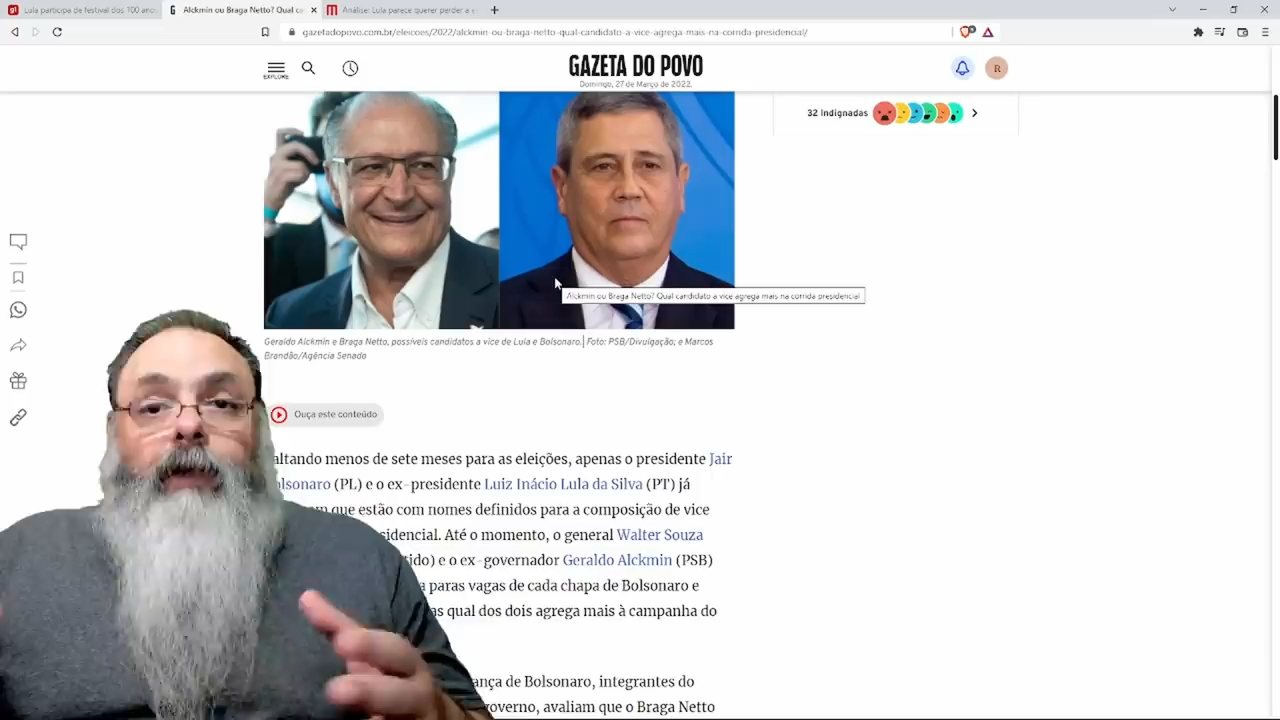 Lula participa de festival dos 100 anos
Alckmin ou Braga Netto? Qual ca
Análise: Lula parece querer perder a e
gazetadopovo.com.br/eleicoes/2022/alckmin-ou-braga-netto-qual-candidato-a-vice-agrega-mais-na-corrida-presidencial/
EXPLORE
GAZETA DO POVO
Domingo, 27 de Março de 2022.
R
32 Indignadas
Alckmin ou Braga Netto? Qual candidato a vice agrega mais na corrida presidencial
Geraldo Alckmin e Braga Netto, possíveis candidatos a vice de Lula e Bolsonaro.| Foto: PSB/Divulgação; e Marcos
Brandão/Agência Senado
Ouça este conteúdo
altando menos de sete meses para as eleições, apenas o presidente Jair
olsonaro (PL) e o ex-presidente Luiz Inácio Lula da Silva (PT) já
m que estão com nomes definidos para a composição de vice
sidencial. Até o momento, o general Walter Souza
tido) e o ex-governador Geraldo Alckmin (PSB)
a paras vagas de cada chapa de Bolsonaro e
as qual dos dois agrega mais à campanha do
ança de Bolsonaro, integrantes do
governo, avaliam que o Braga Netto